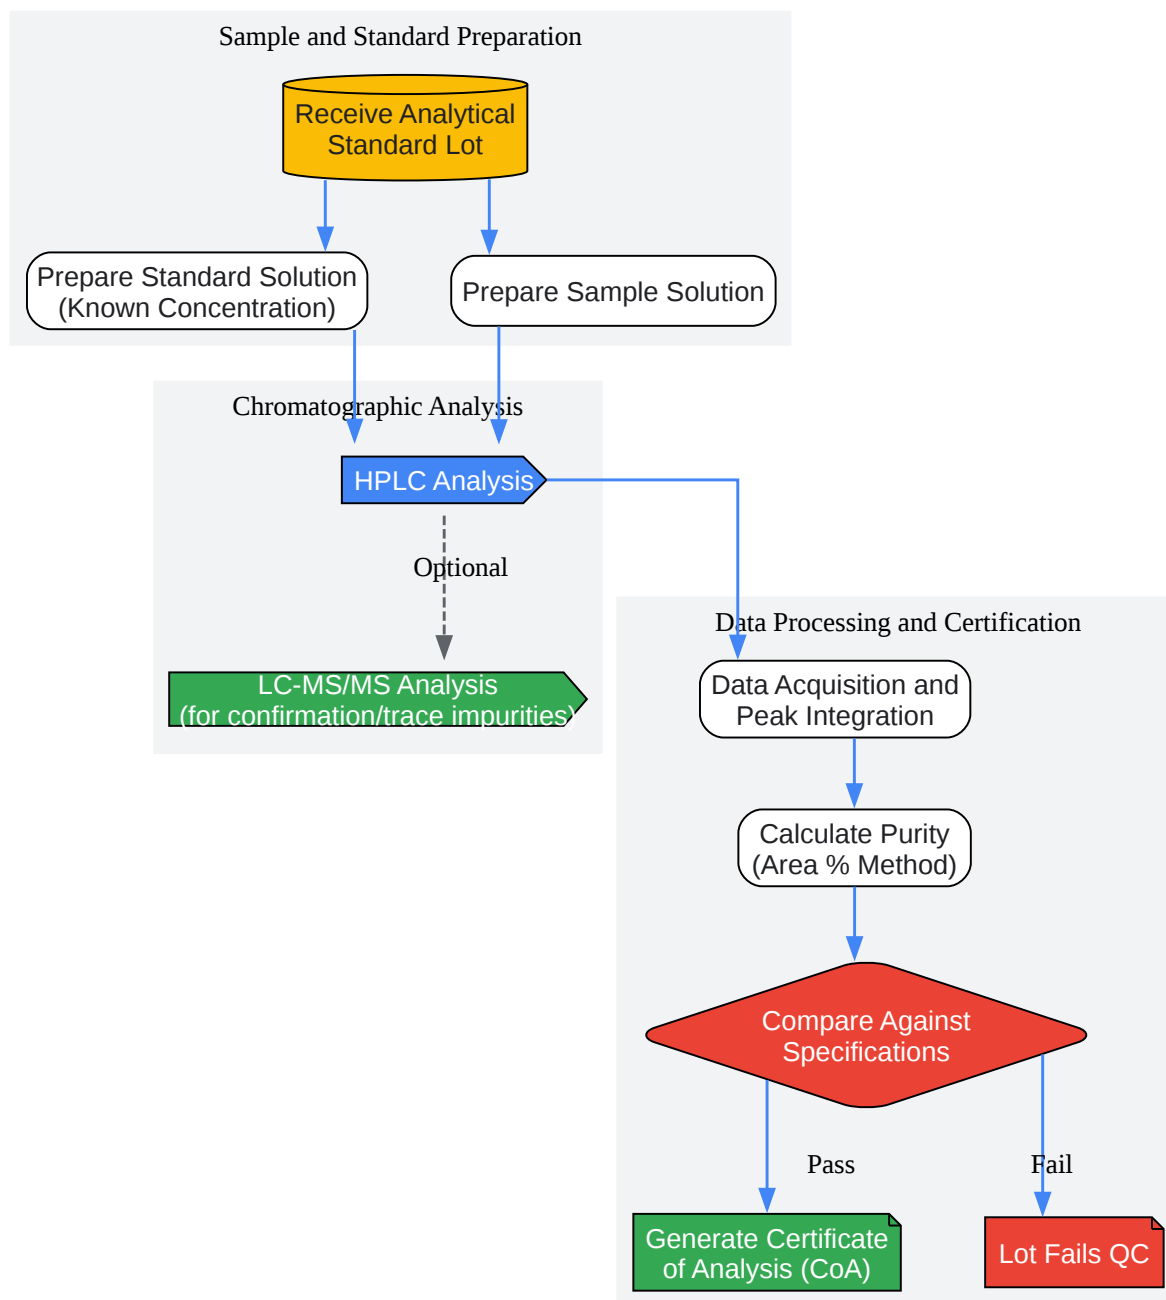 Sample and Standard Preparation
Receive Analytical
Standard Lot
Prepare Standard Solution
(Known Concentration)
Prepare Sample Solution
Chromatographic Analysis
HPLC Analysis
Optional
LC-MS/MS Analysis
(for confirmation/trace impurities)
Data Processing and Certification
Data Acquisition and
Peak Integration
Calculate Purity
(Area % Method)
Compare Against
Specifications
Pass
Fail
Generate Certificate
of Analysis (CoA)
Lot Fails QC